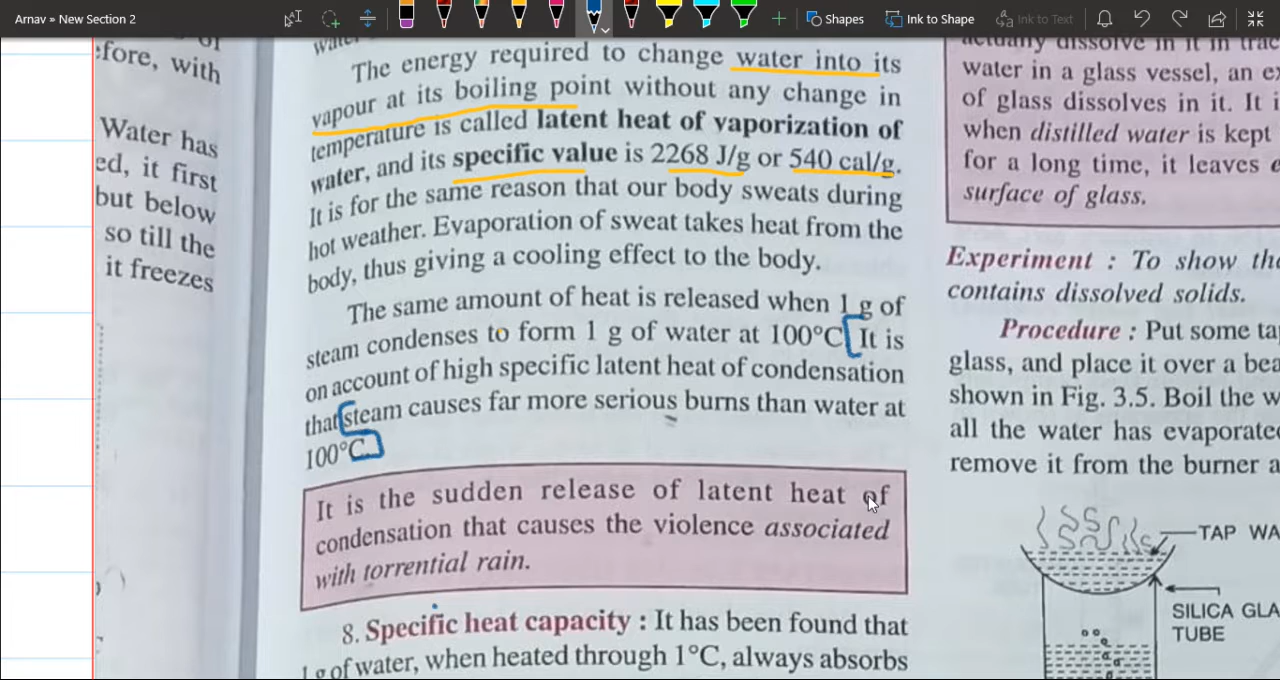 Arnav » New Section 2
Shapes
Ink to Shape
Ink to Text
fore, with
Water has
ed, it first
but below
so till the
it freezes
The energy required to change water into its
vapour at its boiling point without any change in
temperature is called latent heat of vaporization of
water, and its specific value is 2268 J/g or 540 cal/g.
It is for the same reason that our body sweats during
hot weather. Evaporation of sweat takes heat from the
body, thus giving a cooling effect to the body.
The same amount of heat is released when 1 g of
steam condenses to form 1 g of water at 100°C. It is
on account of high specific latent heat of condensation
that steam causes far more serious burns than water at
100°C.
It is the sudden release of latent heat of
condensation that causes the violence associated
with torrential rain.
8. Specific heat capacity : It has been found that
1 g of water, when heated through 1°C, always absorbs
actually dissolve in it in trac
water in a glass vessel, an ex
of glass dissolves in it. It i
when distilled water is kept
for a long time, it leaves
surface of glass.
Experiment : To show tha
contains dissolved solids.
Procedure : Put some tap
glass, and place it over a bea
shown in Fig. 3.5. Boil the w
all the water has evaporated
remove it from the burner a
TAP WA
SILICA GLA
TUBE